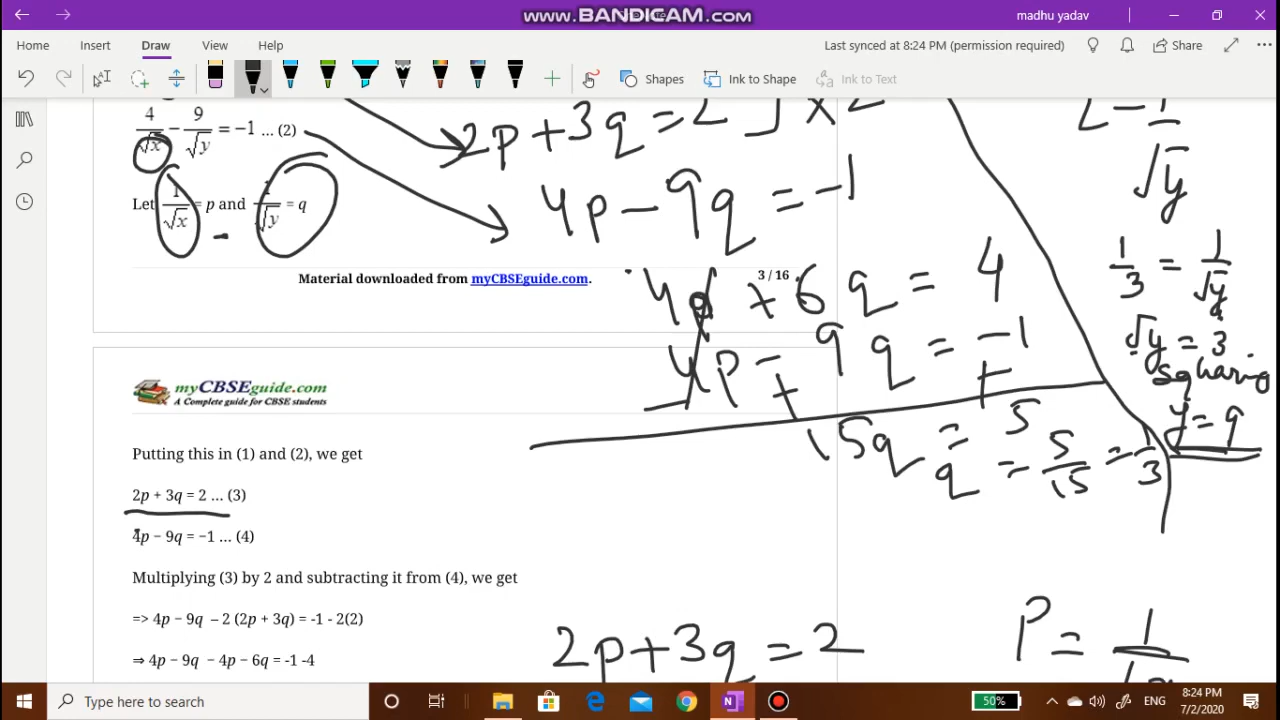 www.BANDICAM.com
madhu yadav
Home Insert Draw View Help
Last synced at 8:24 PM (permission required)
Share
Shapes
Ink to Shape
Ink to Text
4/√x − 9/√y = −1 ... (2)
Let 1/√x = p and 1/√y = q
Material downloaded from myCBSEguide.com.
3 / 16
myCBSEguide.com
A Complete guide for CBSE students
Putting this in (1) and (2), we get
2p + 3q = 2 ... (3)
4p − 9q = −1 ... (4)
Multiplying (3) by 2 and subtracting it from (4), we get
=> 4p − 9q – 2 (2p + 3q) = -1 - 2(2)
⇒ 4p − 9q − 4p − 6q = -1 -4
2p+3q=2] x 2
4p−9q=−1
4p+6q=4
4p−9q=−1
− + +
15q=5
q=5/15=1/3
2p+3q=2
1/3=1/√y
√y=3
squaring
y=9
P=1
Type here to search
50%
ENG
8:24 PM
7/2/2020